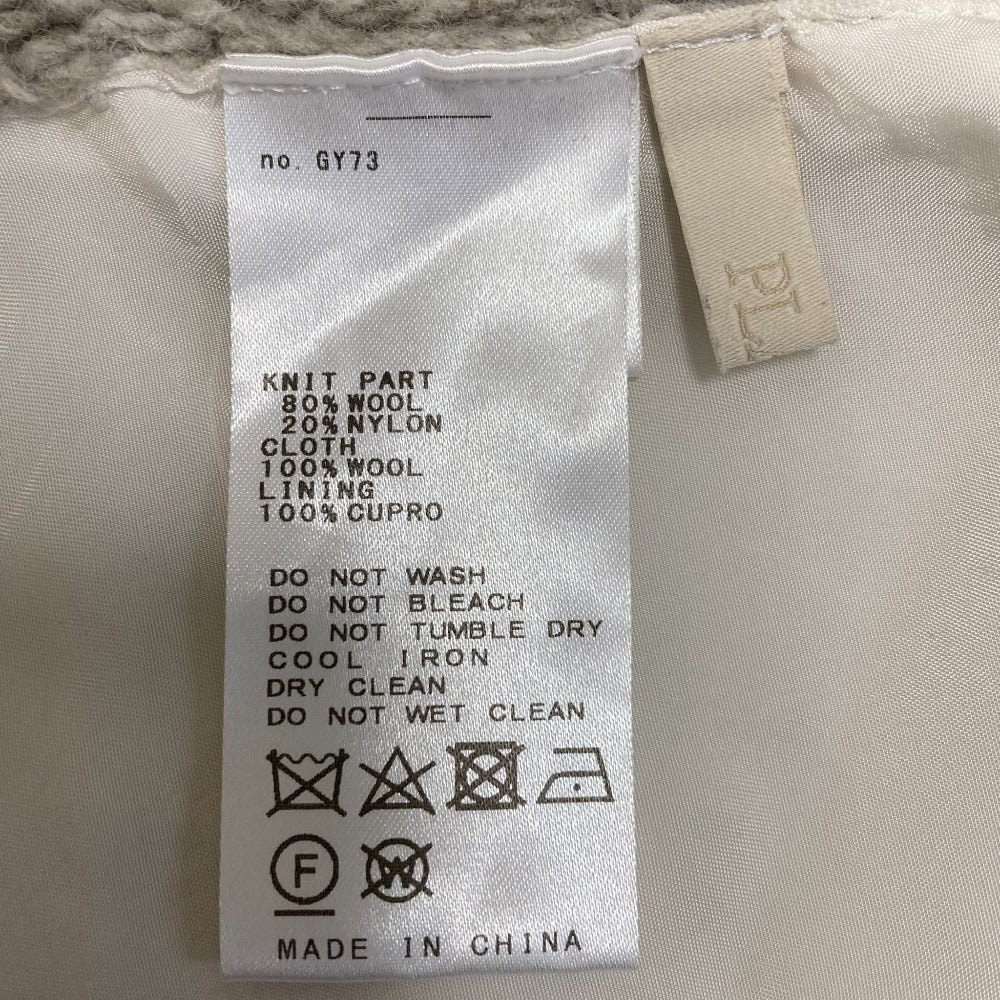 no. GY73
KNIT PART
80% WOOL
20% NYLON
CLOTH
100% WOOL
LINING
100% CUPRO
DO NOT WASH
DO NOT BLEACH
DO NOT TUMBLE DRY
COOL IRON
DRY CLEAN
DO NOT WET CLEAN
F
W
MADE IN CHINA